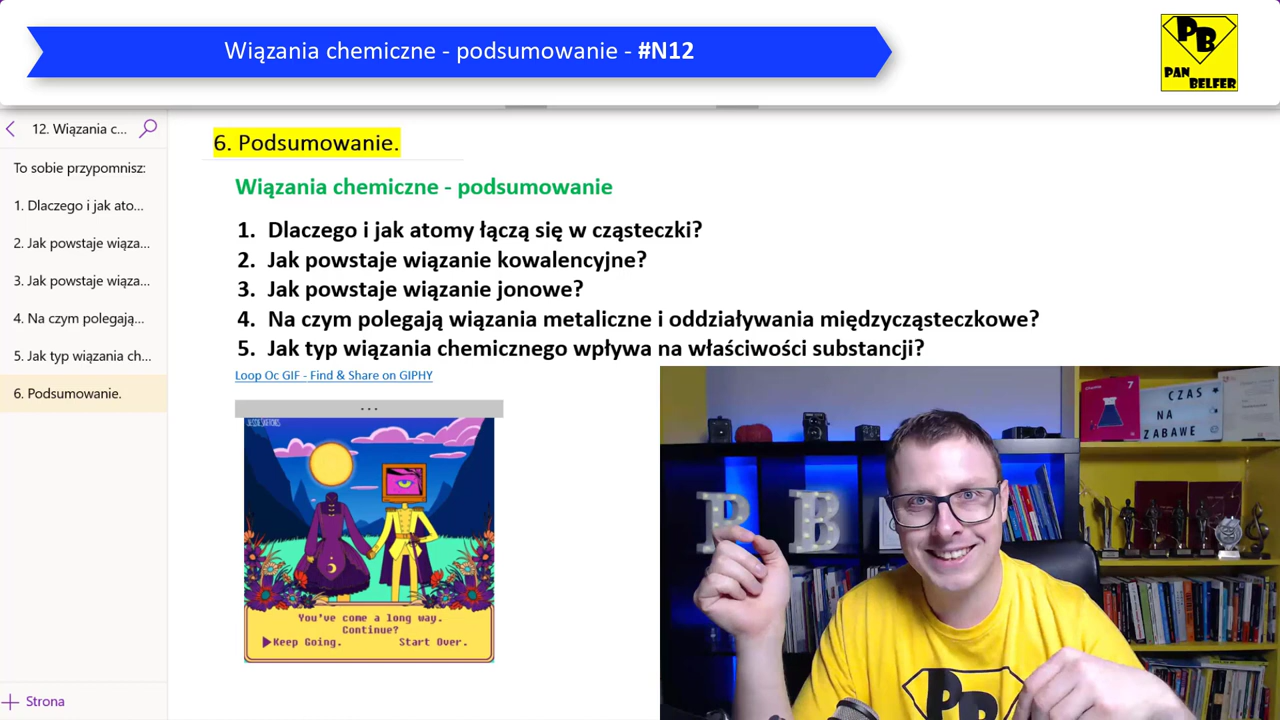 Wiązania chemiczne - podsumowanie - #N12
PB
PAN
BELFER
12. Wiązania c...
To sobie przypomnisz:
1. Dlaczego i jak ato...
2. Jak powstaje wiąza...
3. Jak powstaje wiąza...
4. Na czym polegają...
5. Jak typ wiązania ch...
6. Podsumowanie.
Strona
6. Podsumowanie.
Wiązania chemiczne - podsumowanie
1. Dlaczego i jak atomy łączą się w cząsteczki?
2. Jak powstaje wiązanie kowalencyjne?
3. Jak powstaje wiązanie jonowe?
4. Na czym polegają wiązania metaliczne i oddziaływania międzycząsteczkowe?
5. Jak typ wiązania chemicznego wpływa na właściwości substancji?
Loop Oc GIF - Find & Share on GIPHY
You've come a long way.
Continue?
Keep Going. Start Over.
7
CZAS
NA
ZABAWE
P B
PB